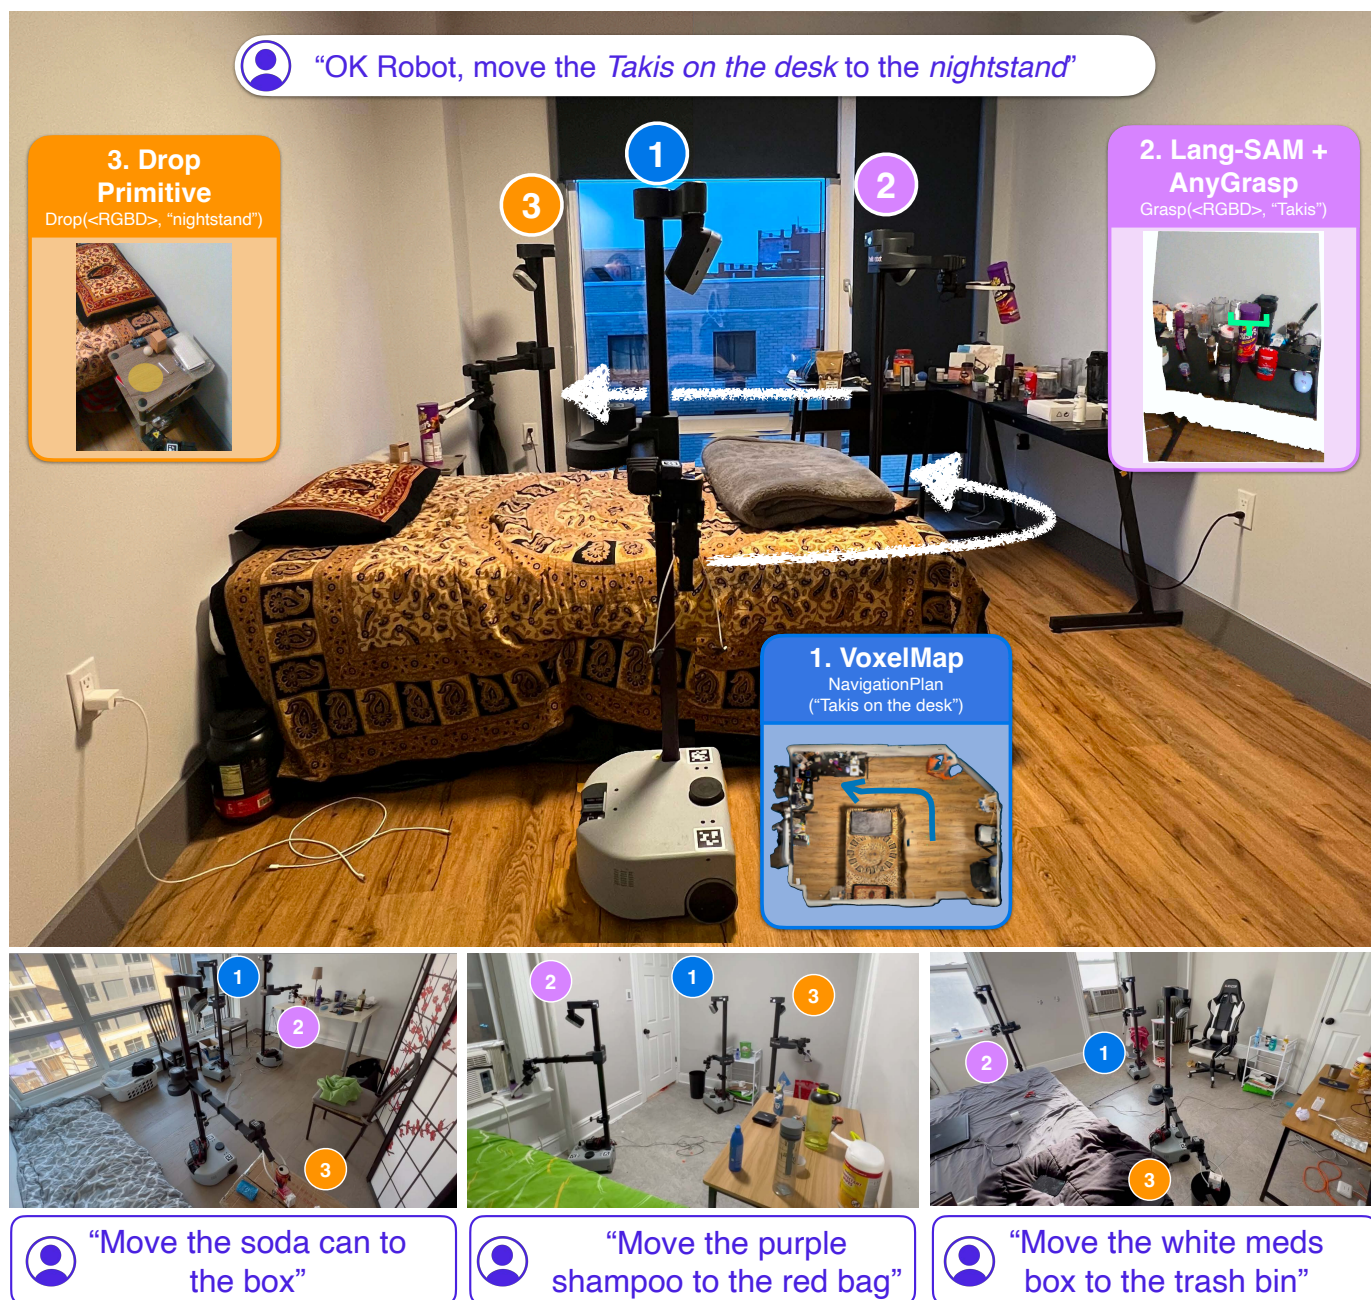 “OK Robot, move the Takis on the desk to the nightstand”
3. Drop
Primitive
Drop(<RGBD>, “nightstand”)
3
1
2
2. Lang-SAM +
AnyGrasp
Grasp(<RGBD>, “Takis”)
1. VoxelMap
NavigationPlan
(“Takis on the desk”)
1
2
3
2
1
3
2
1
3
“Move the soda can to
the box”
“Move the purple
shampoo to the red bag”
“Move the white meds
box to the trash bin”